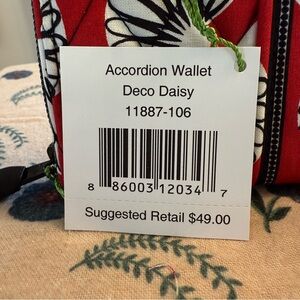 Accordion Wallet
Deco Daisy
11887-106
8 86003 12034 7
Suggested Retail $49.00